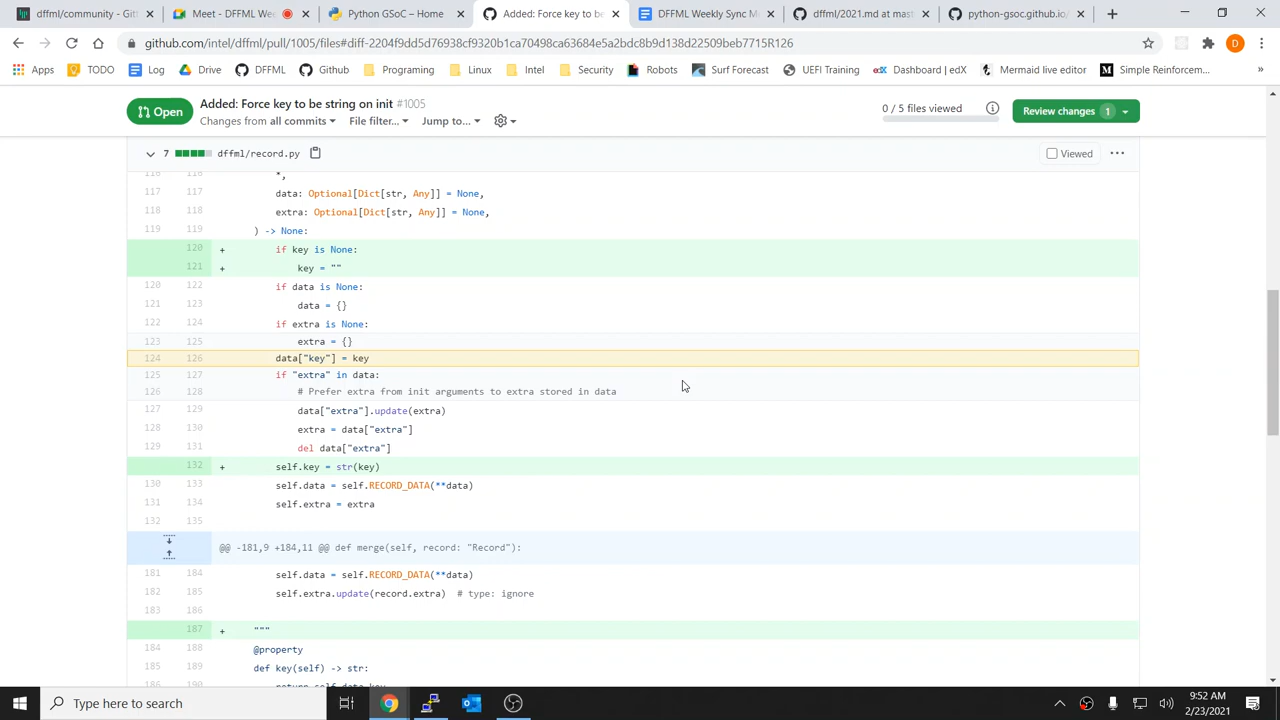 dffml/community - Git
Meet - DFFML We
Python GSoC – Home
Added: Force key to be
DFFML Weekly Sync M
dffml/2021.md at mast
python-gsoc.github.io
github.com/intel/dffml/pull/1005/files#diff-2204f9dd5d76938cf9320b1ca70d98ca63684e5a2bdc8b9d138d22509beb7715R126
D
Apps
TODO
Log
Drive
DFFML
Github
Programing
Linux
Intel
Security
Robots
Surf Forecast
UEFI Training
edX
Dashboard | edX
Mermaid live editor
Simple Reinforcem...
»
Open
Added: Force key to be string on init #1005
Changes from all commits
File filter...
Jump to...
0 / 5 files viewed
Review changes 1
7 dffml/record.py
Viewed
116 116 *,
117 117 data: Optional[Dict[str, Any]] = None,
118 118 extra: Optional[Dict[str, Any]] = None,
119 119 ) -> None:
120 + if key is None:
121 + key = ""
120 122 if data is None:
121 123 data = {}
122 124 if extra is None:
123 125 extra = {}
124 126 data["key"] = key
125 127 if "extra" in data:
126 128 # Prefer extra from init arguments to extra stored in data
127 129 data["extra"].update(extra)
128 130 extra = data["extra"]
129 131 del data["extra"]
132 + self.key = str(key)
130 133 self.data = self.RECORD_DATA(**data)
131 134 self.extra = extra
132 135
@@ -181,9 +184,11 @@ def merge(self, record: "Record"):
181 184 self.data = self.RECORD_DATA(**data)
182 185 self.extra.update(record.extra) # type: ignore
183 186
187 + """
184 188 @property
185 189 def key(self) -> str:
186 190 return self.data.key
Type here to search
9:52 AM
2/23/2021